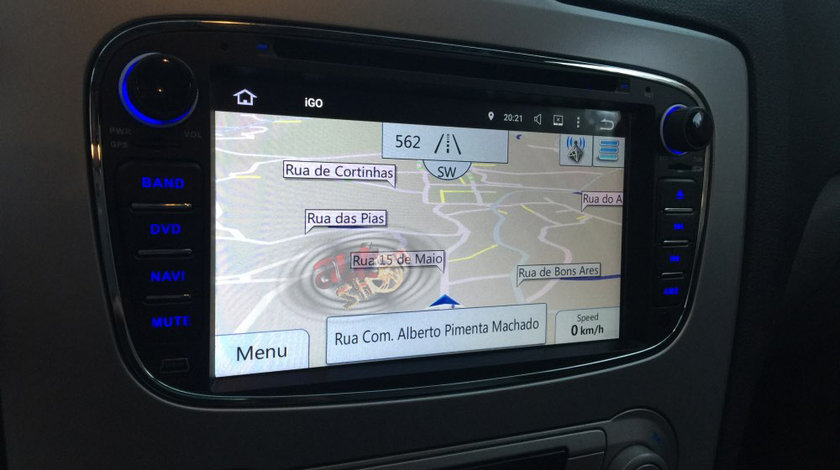 iGO
20:21
PWR
VOL
GPS
562
SW
Rua de Cortinhas
Rua do A
Rua das Pias
Rua 15 de Maio
Rua de Bons Ares
Rua Com. Alberto Pimenta Machado
Speed
0 km/h
Menu
BAND
DVD
NAVI
MUTE